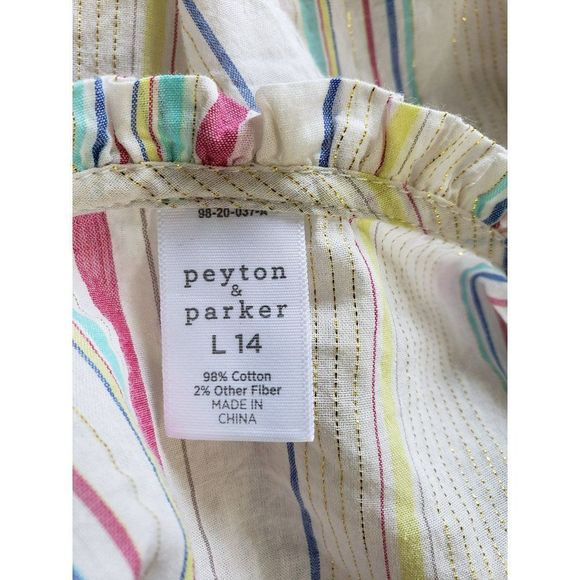 98-20-037-A
peyton
&
parker
L 14
98% Cotton
2% Other Fiber
MADE IN
CHINA